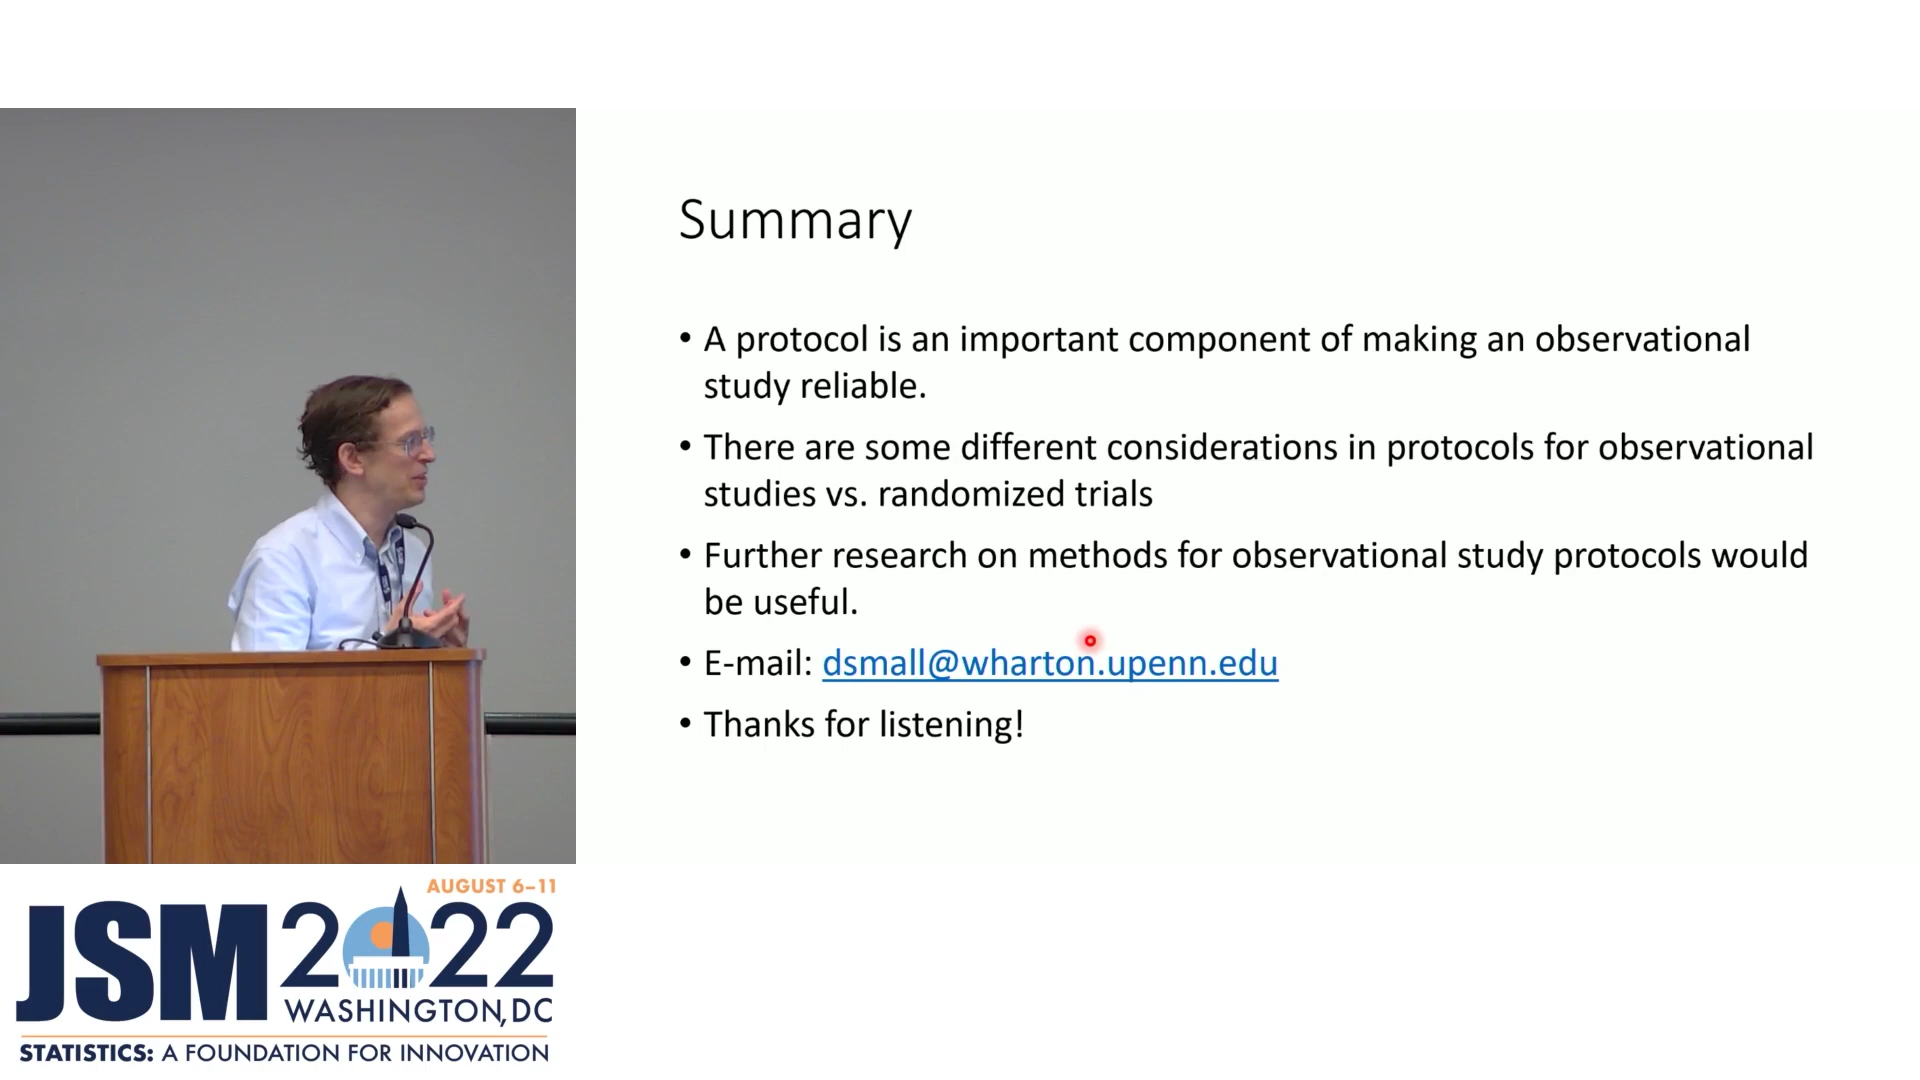 Summary
• A protocol is an important component of making an observational
study reliable.
• There are some different considerations in protocols for observational
studies vs. randomized trials
• Further research on methods for observational study protocols would
be useful.
• E-mail: dsmall@wharton.upenn.edu
• Thanks for listening!
AUGUST 6–11
JSM 2022
WASHINGTON, DC
STATISTICS: A FOUNDATION FOR INNOVATION